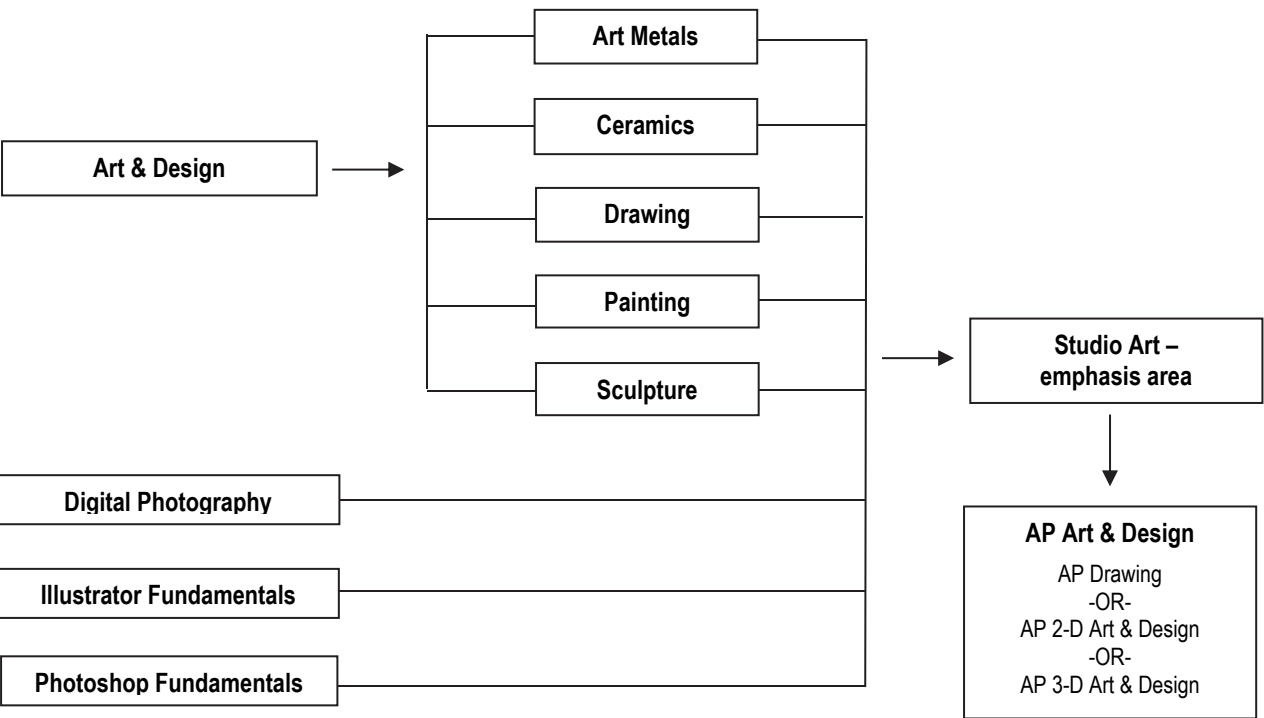 Art Metals
Ceramics
Art & Design
Drawing
Painting
Studio Art –
emphasis area
Sculpture
Digital Photography
AP Art & Design
AP Drawing
-OR-
AP 2-D Art & Design
-OR-
AP 3-D Art & Design
Illustrator Fundamentals
Photoshop Fundamentals